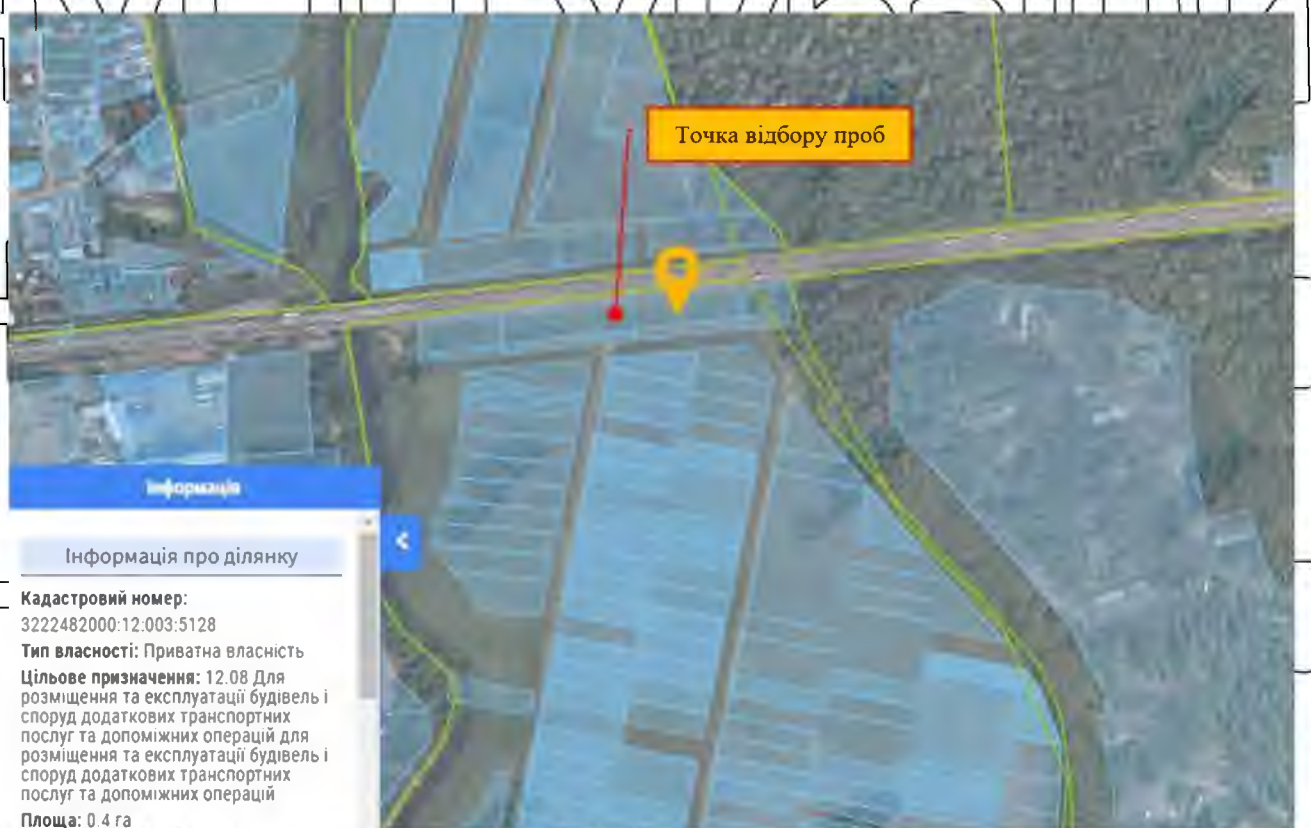 Точка відбору проб
Інформація
Інформація про ділянку
Кадастровий номер:
3222482000:12:003:5128
Тип власності: Приватна власність
Цільове призначення: 12.08 Для
розміщення та експлуатації будівель і
споруд додаткових транспортних
послуг та допоміжних операцій для
розміщення та експлуатації будівель і
споруд додаткових транспортних
послуг та допоміжних операцій
Площа: 0.4 га